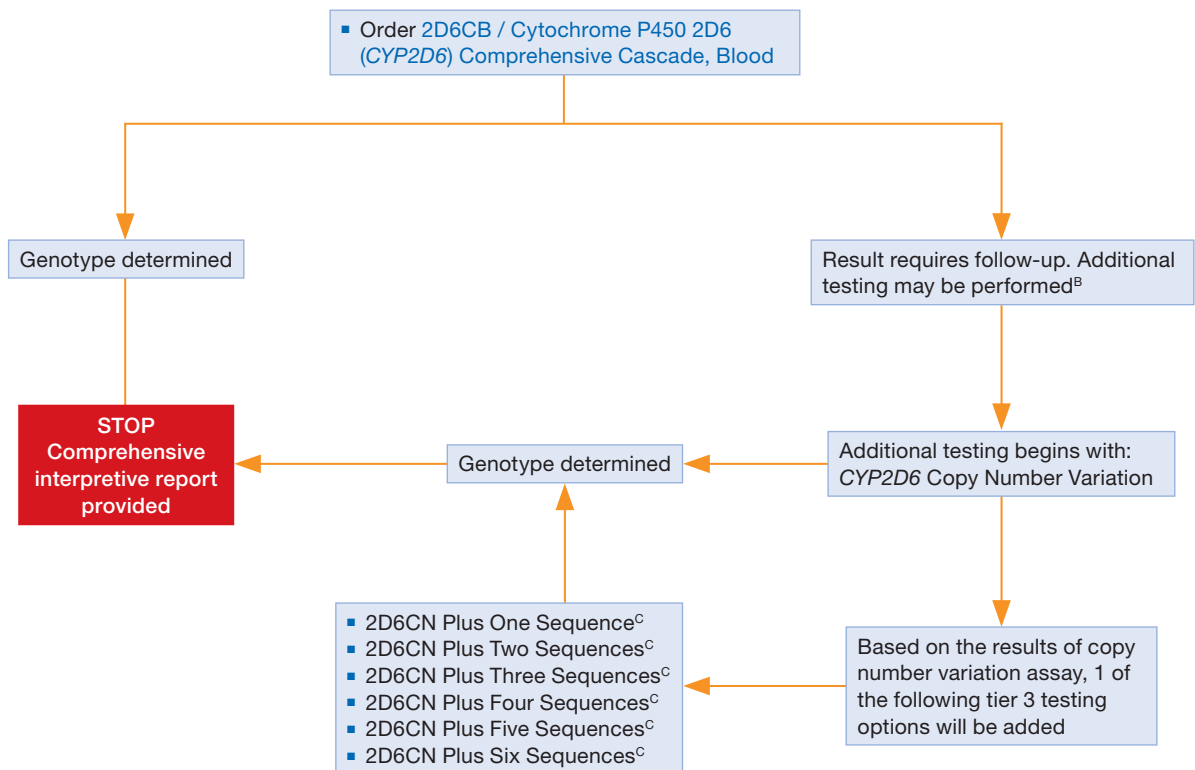 ▪ Order 2D6CB / Cytochrome P450 2D6
(CYP2D6) Comprehensive Cascade, Blood
Genotype determined
Result requires follow-up. Additional
testing may be performedᴮ
STOP
Comprehensive
interpretive report
provided
Genotype determined
Additional testing begins with:
CYP2D6 Copy Number Variation
▪ 2D6CN Plus One Sequenceᶜ
▪ 2D6CN Plus Two Sequencesᶜ
▪ 2D6CN Plus Three Sequencesᶜ
▪ 2D6CN Plus Four Sequencesᶜ
▪ 2D6CN Plus Five Sequencesᶜ
▪ 2D6CN Plus Six Sequencesᶜ
Based on the results of copy
number variation assay, 1 of
the following tier 3 testing
options will be added